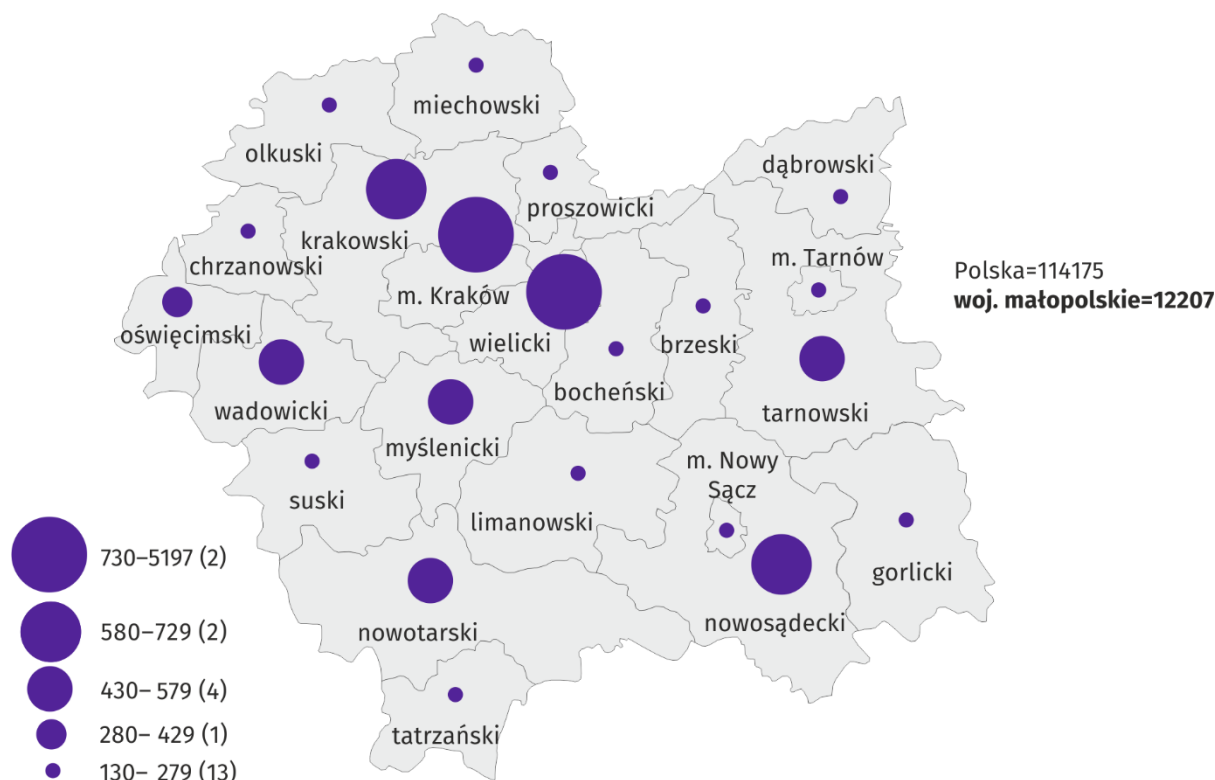 miechowski
olkuski
dąbrowski
proszowicki
krakowski
m. Tarnów
chrzanowski
Polska=114175
m. Kraków
woj. małopolskie=12207
oświęcimski
wielicki
brzeski
bocheński
wadowicki
tarnowski
myślenicki
m. Nowy
Sącz
suski
limanowski
730–5197 (2)
gorlicki
nowosądecki
580–729 (2)
nowotarski
430– 579 (4)
280– 429 (1)
tatrzański
130– 279 (13)